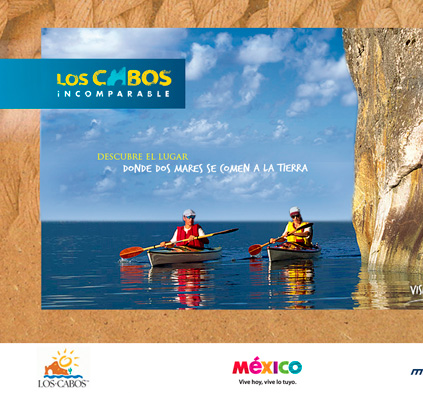 LOS CABOS
INCOMPARABLE
DESCUBRE EL LUGAR
DONDE DOS MARES SE COMEN A LA TIERRA
LOS·CABOS
MéXICO
Vive hoy, vive lo tuyo.